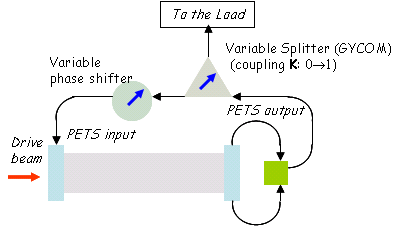 To the Load
Variable Splitter (GYCOM)
(coupling K: 0→1)
Variable
phase shifter
PETS output
PETS input
Drive
beam